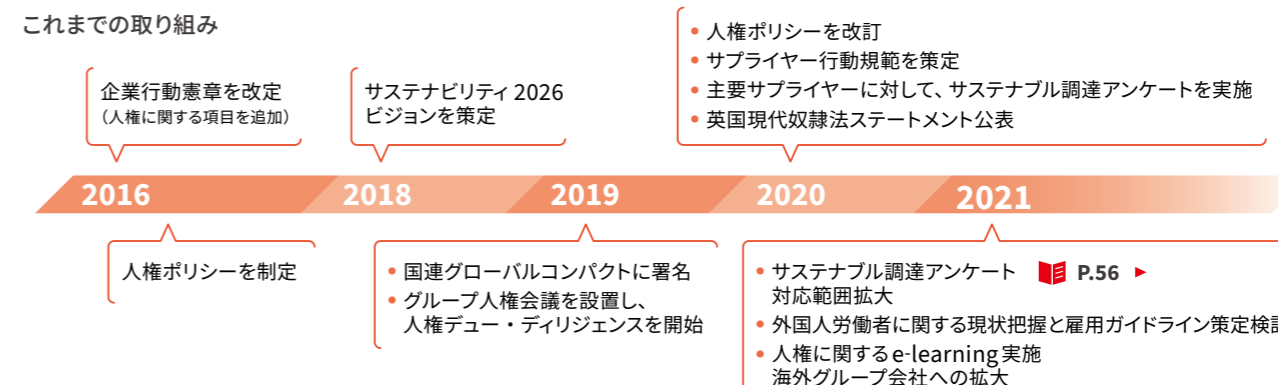 これまでの取り組み
企業行動憲章を改定
（人権に関する項目を追加）
サステナビリティ 2026
ビジョンを策定
• 人権ポリシーを改訂
• サプライヤー行動規範を策定
• 主要サプライヤーに対して、サステナブル調達アンケートを実施
• 英国現代奴隷法ステートメント公表
2016
2018
2019
2020
2021
人権ポリシーを制定
• 国連グローバルコンパクトに署名
• グループ人権会議を設置し、
人権デュー・ディリジェンスを開始
• サステナブル調達アンケート P.56
対応範囲拡大
• 外国人労働者に関する現状把握と雇用ガイドライン策定検討
• 人権に関するe-learning実施
海外グループ会社への拡大